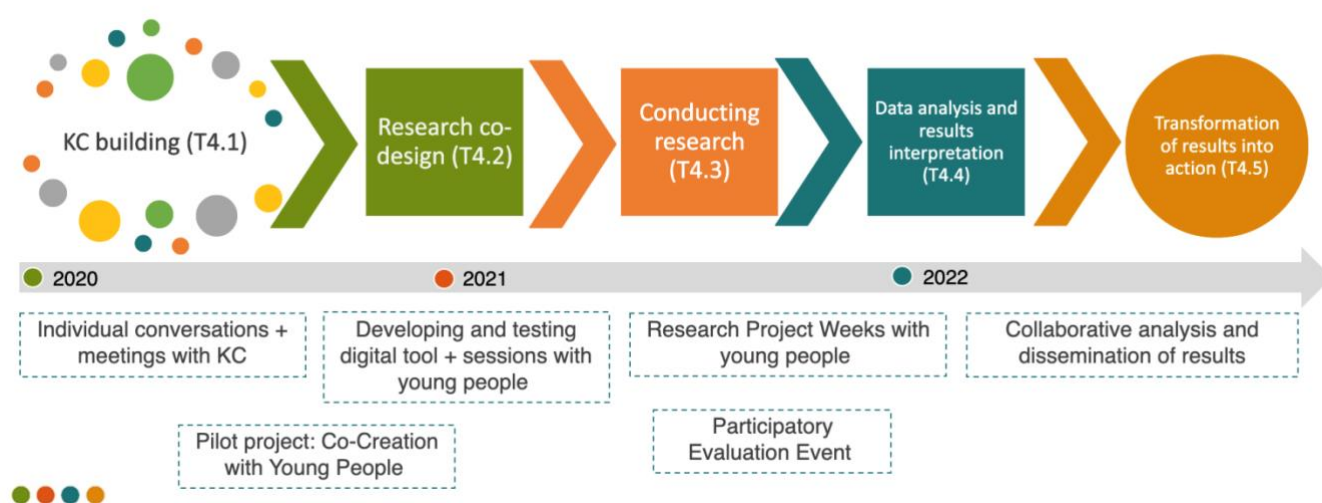 KC building (T4.1)
Research co-
design (T4.2)
Conducting
research
(T4.3)
Data analysis and
results
interpretation
(T4.4)
Transformation
of results into
action (T4.5)
2020
2021
2022
Individual conversations +
meetings with KC
Developing and testing
digital tool + sessions with
young people
Research Project Weeks with
young people
Collaborative analysis and
dissemination of results
Pilot project: Co-Creation
with Young People
Participatory
Evaluation Event